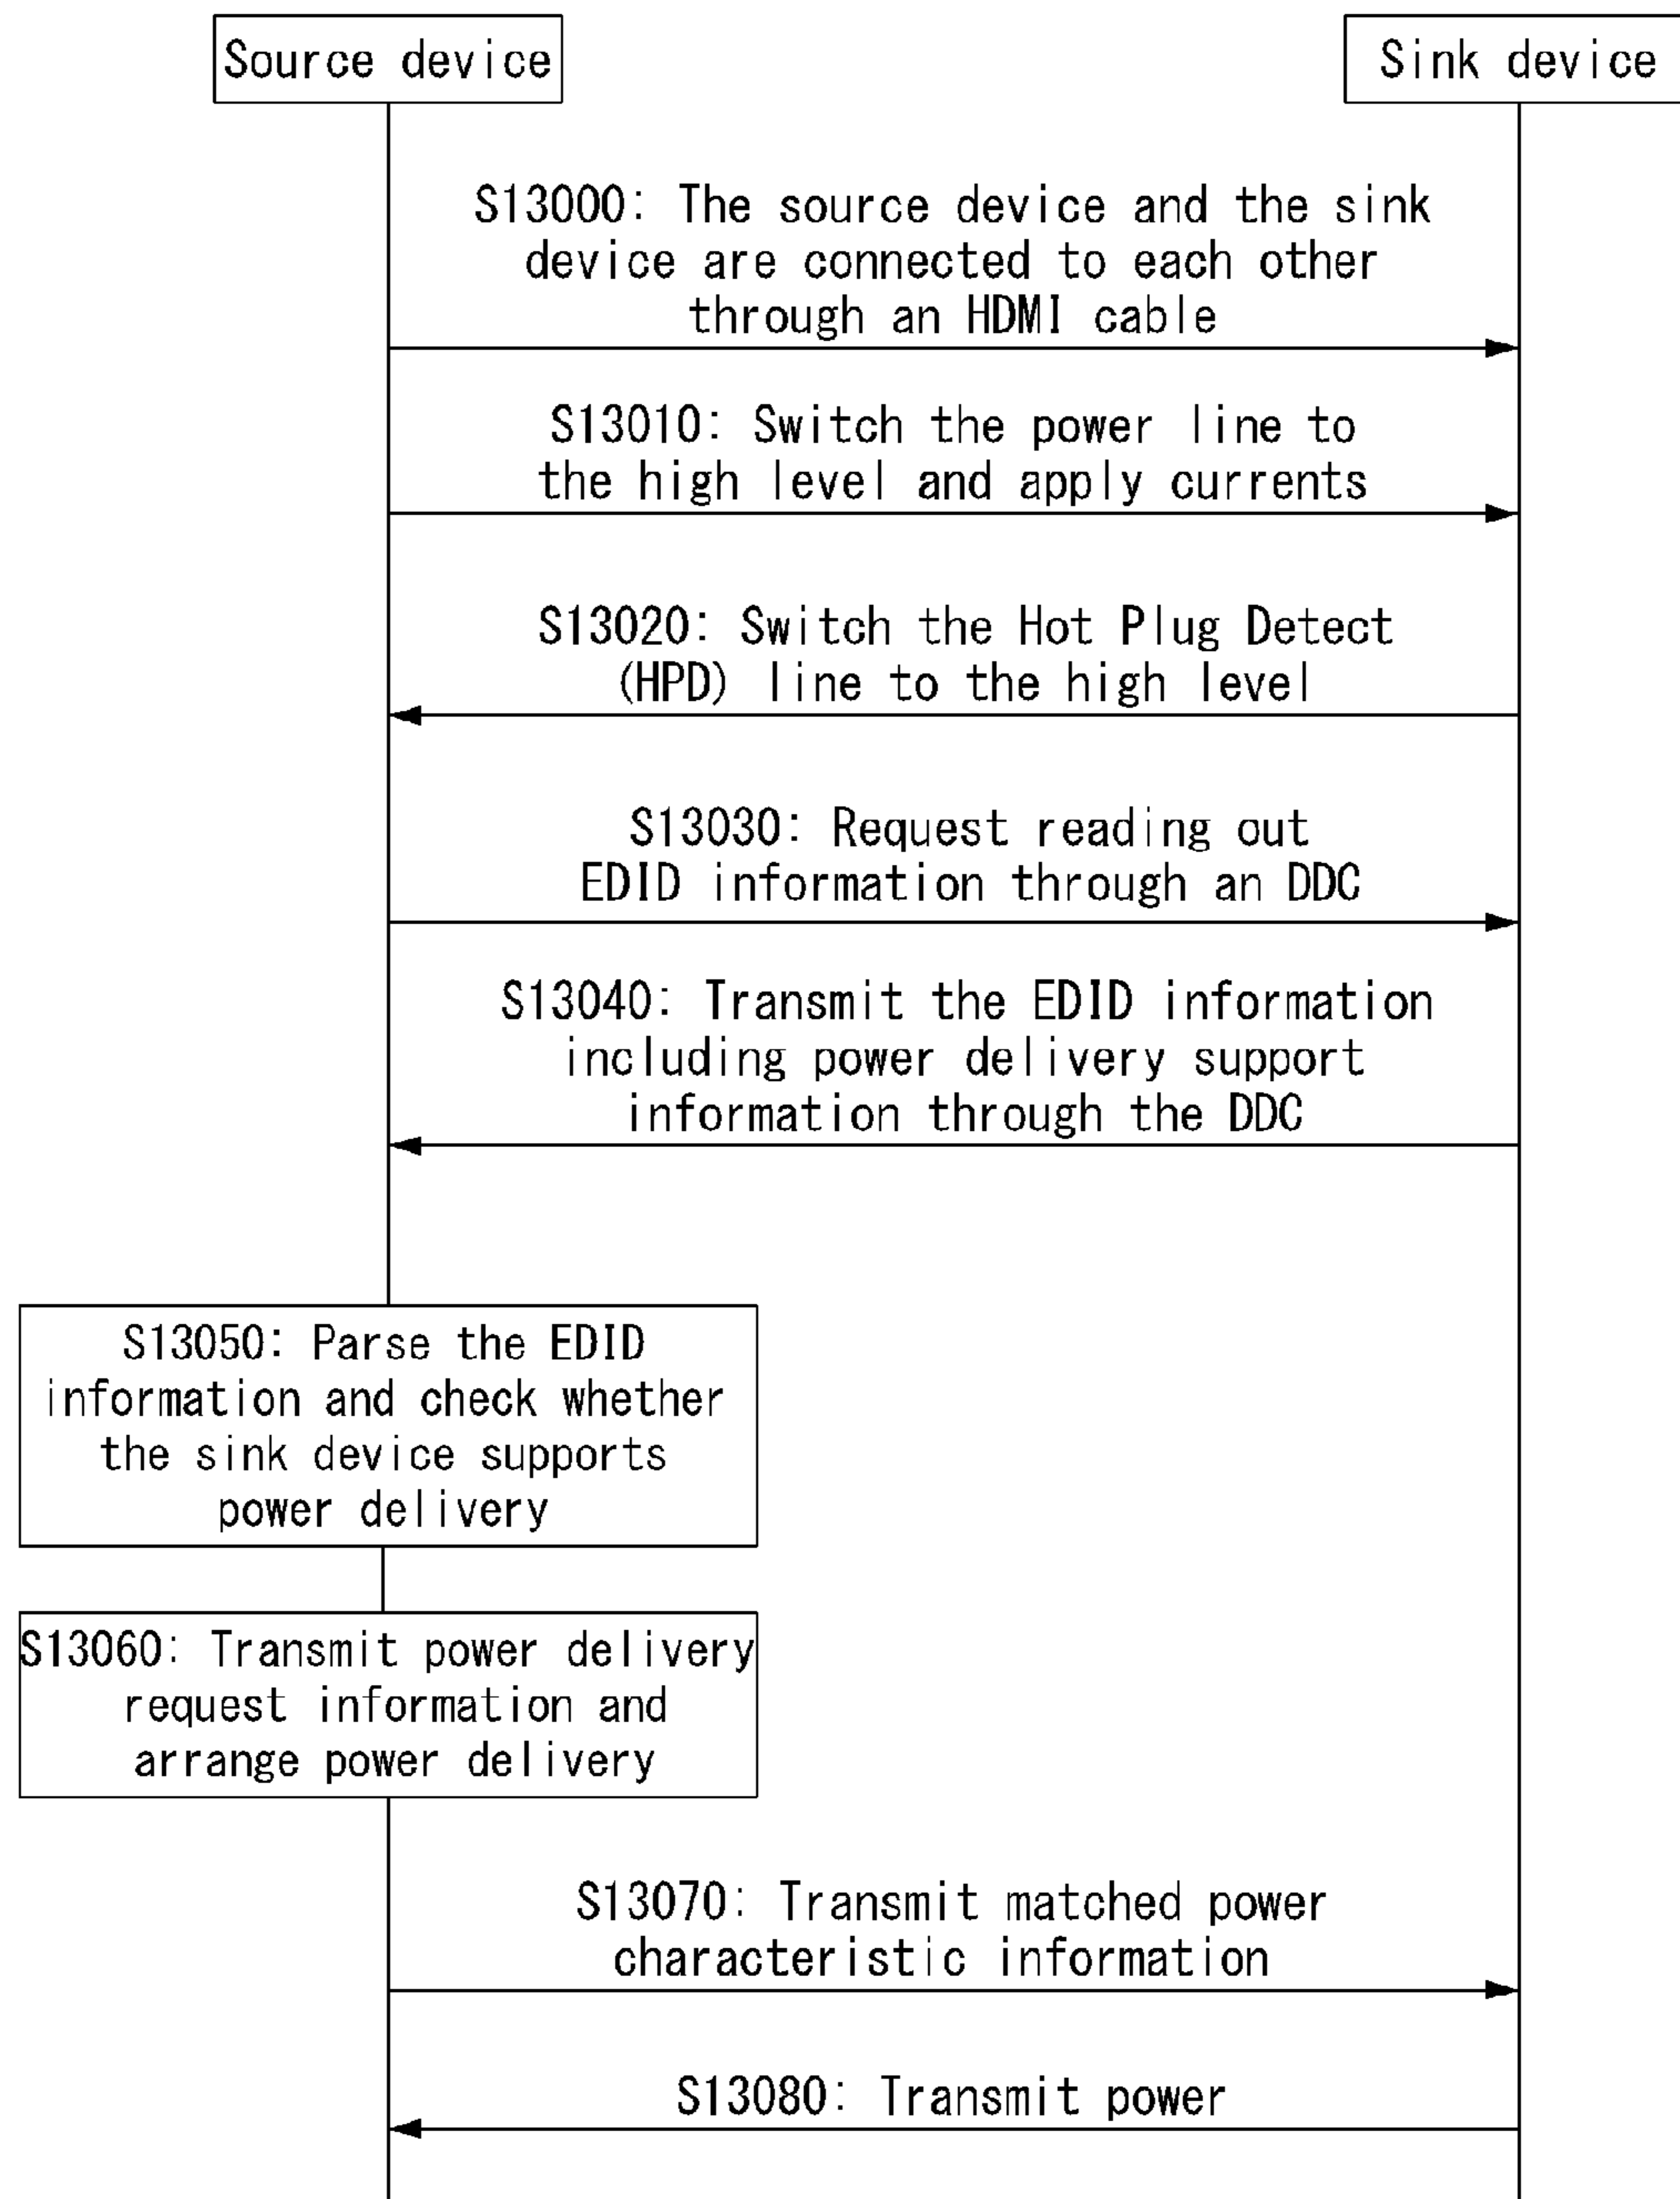 Source device
Sink device
S13000: The source device and the sink
device are connected to each other
through an HDMI cable
S13010: Switch the power line to
the high level and apply currents
S13020: Switch the Hot Plug Detect
(HPD) line to the high level
S13030: Request reading out
EDID information through an DDC
S13040: Transmit the EDID information
including power delivery support
information through the DDC
S13050: Parse the EDID
information and check whether
the sink device supports
power delivery
S13060: Transmit power delivery
request information and
arrange power delivery
S13070: Transmit matched power
characteristic information
S13080: Transmit power